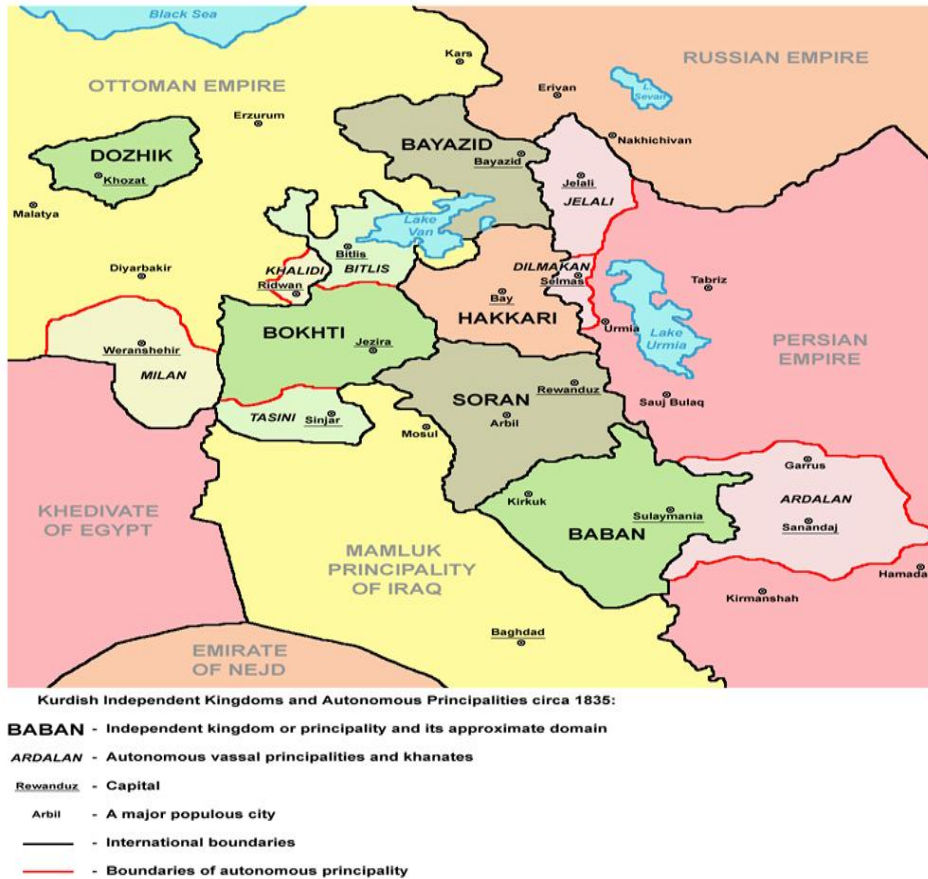 Black Sea
Kars
RUSSIAN EMPIRE
OTTOMAN EMPIRE
Erivan
L.
Sevan
Erzurum
DOZHIK
BAYAZID
Nakhichivan
Bayazid
Khozat
Jelali
JELALI
Malatya
Lake
Van
Bitlis
BITLIS
KHALIDI
Ridwan
DILMAKAN
Selmas
Diyarbakir
Tabriz
Bay
HAKKARI
Urmia
Lake
Urmia
BOKHTI
Jezira
PERSIAN
EMPIRE
Weranshehir
MILAN
Rewanduz
SORAN
Arbil
Sauj Bulaq
TASINI
Sinjar
Mosul
Garrus
ARDALAN
Sanandaj
KHEDIVATE
OF EGYPT
Kirkuk
Sulaymania
BABAN
MAMLUK
PRINCIPALITY
OF IRAQ
Hamada
Kirmanshah
Baghdad
EMIRATE
OF NEJD
Kurdish Independent Kingdoms and Autonomous Principalities circa 1835:
BABAN - Independent kingdom or principality and its approximate domain
ARDALAN - Autonomous vassal principalities and khanates
Rewanduz - Capital
Arbil - A major populous city
- International boundaries
- Boundaries of autonomous principality